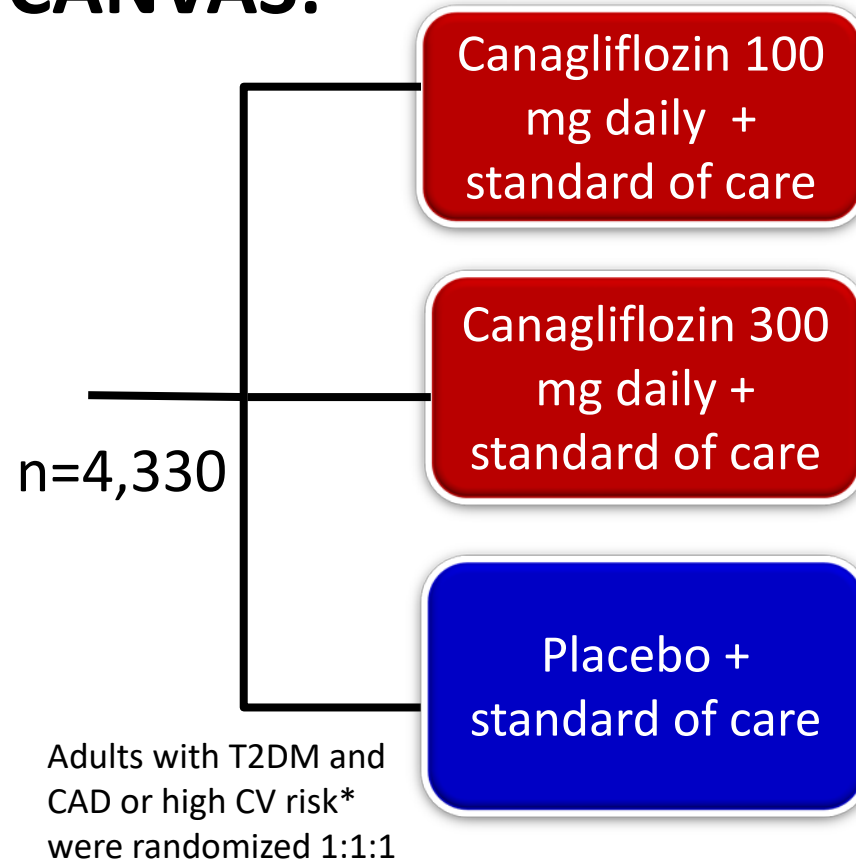 CANVAS:
Canagliflozin 100
mg daily +
standard of care
Canagliflozin 300
mg daily +
standard of care
n=4,330
Placebo +
standard of care
Adults with T2DM and
CAD or high CV risk*
were randomized 1:1:1